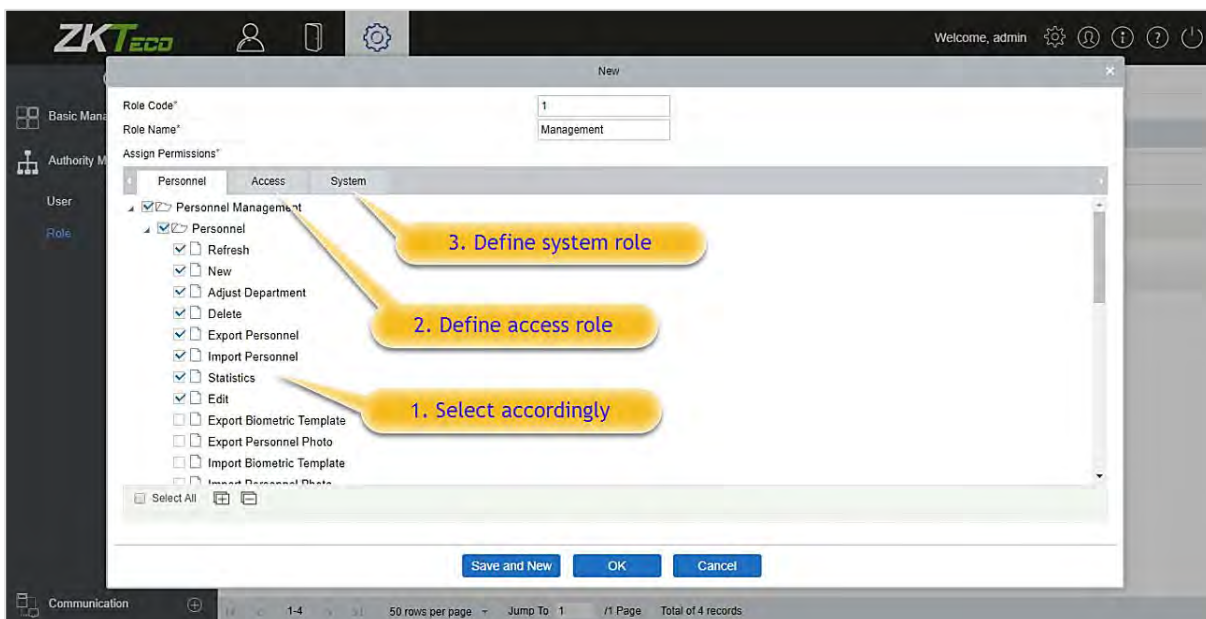 ZKTeco
Welcome, admin
New
Basic Mana
Authority M
User
Role
Role Code*
1
Role Name*
Management
Assign Permissions*
Personnel Access System
Personnel Management
Personnel
Refresh
New
Adjust Department
Delete
Export Personnel
Import Personnel
Statistics
Edit
Export Biometric Template
Export Personnel Photo
Import Biometric Template
Import Personnel Photo
3. Define system role
2. Define access role
1. Select accordingly
Select All
Save and New OK Cancel
Communication
1-4 50 rows per page Jump To 1 /1 Page Total of 4 records